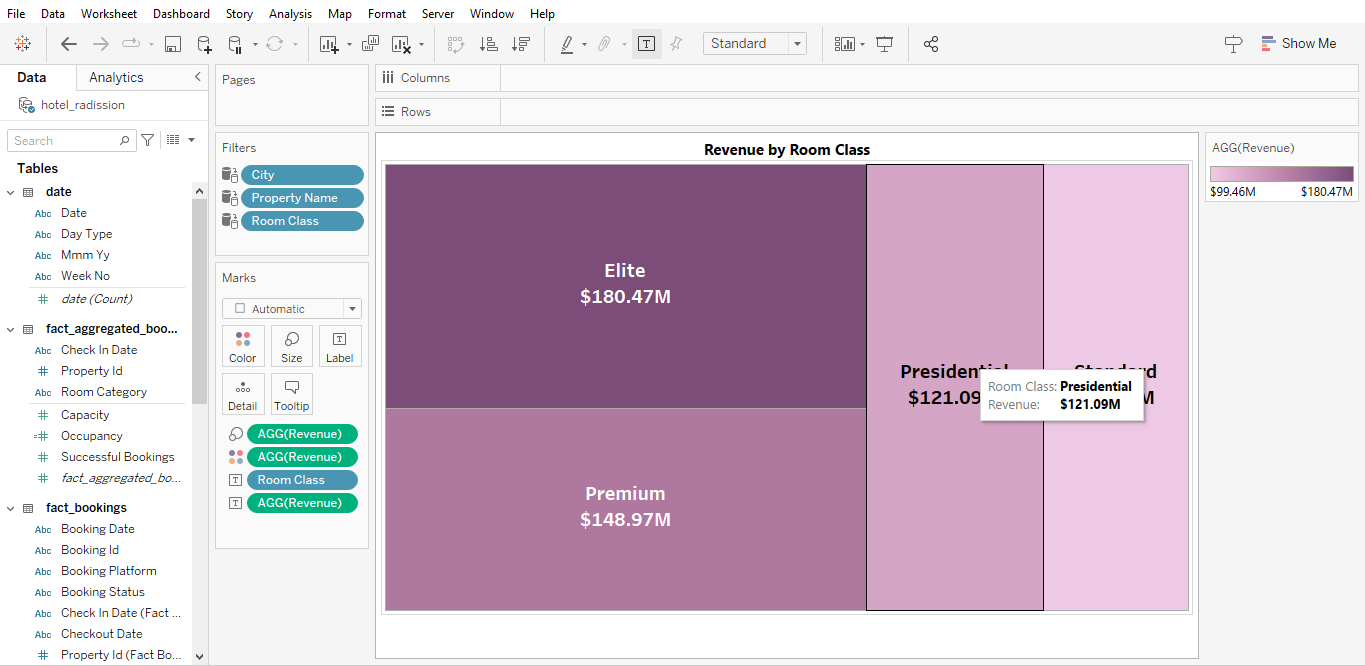 File Data Worksheet Dashboard Story Analysis Map Format Server Window Help
Standard
Show Me
Data Analytics
hotel_radission
Search
Tables
date
Abc Date
Abc Day Type
Abc Mmm Yy
Abc Week No
date (Count)
fact_aggregated_boo...
Abc Check In Date
Property Id
Abc Room Category
Capacity
Occupancy
Successful Bookings
fact_aggregated_bo...
fact_bookings
Abc Booking Date
Abc Booking Id
Abc Booking Platform
Abc Booking Status
Abc Check In Date (Fact ...
Abc Checkout Date
Property Id (Fact Bo...
Pages
Filters
City
Property Name
Room Class
Marks
Automatic
Color Size Label
Detail Tooltip
AGG(Revenue)
AGG(Revenue)
Room Class
AGG(Revenue)
Columns
Rows
Revenue by Room Class
Elite
$180.47M
Premium
$148.97M
Presidential
$121.09
Standard
M
Room Class: Presidential
Revenue: $121.09M
AGG(Revenue)
$99.46M $180.47M